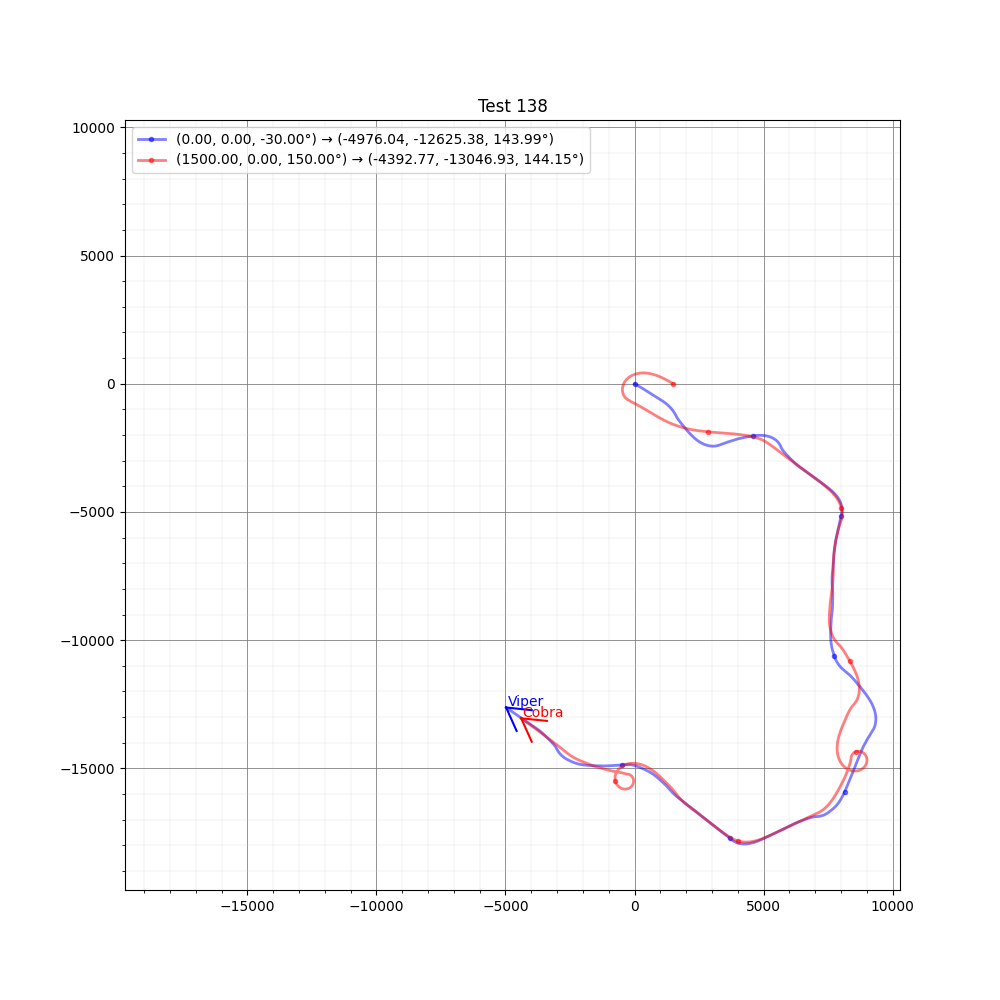 Test 138
(0.00, 0.00, -30.00°) → (-4976.04, -12625.38, 143.99°)
(1500.00, 0.00, 150.00°) → (-4392.77, -13046.93, 144.15°)
10000
5000
0
−5000
−10000
−15000
Viper
Cobra
−15000 −10000 −5000 0 5000 10000